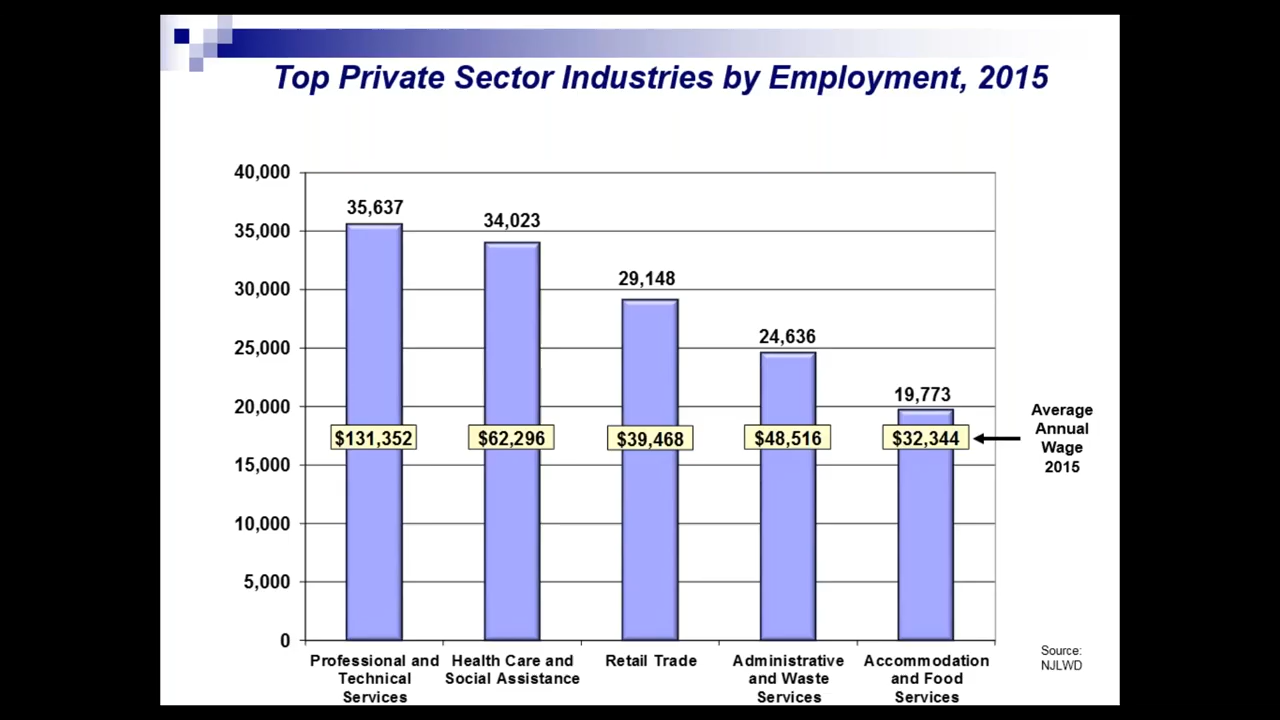 Top Private Sector Industries by Employment, 2015
40,000
35,000
30,000
25,000
20,000
15,000
10,000
5,000
0
35,637
34,023
29,148
24,636
19,773
$131,352
$62,296
$39,468
$48,516
$32,344
Average
Annual
Wage
2015
Professional and
Technical
Services
Health Care and
Social Assistance
Retail Trade
Administrative
and Waste
Services
Accommodation
and Food
Services
Source:
NJLWD